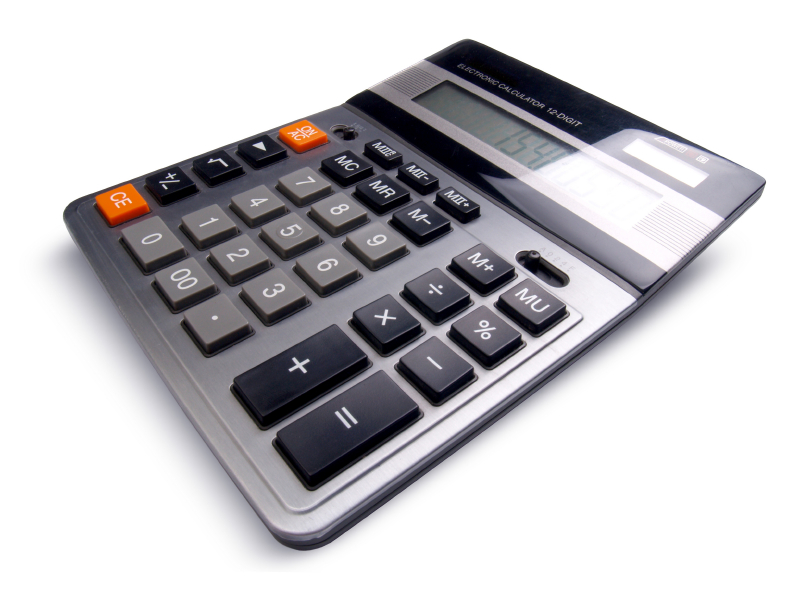 ELECTRONIC CALCULATOR 12-DIGIT
ON
AC
▶ √ +/- CE
7 4 1 0
8 5 2 00
9 6 3 .
MC MR M- M+ MU
MII= MII- MII+
÷ × +
% - =